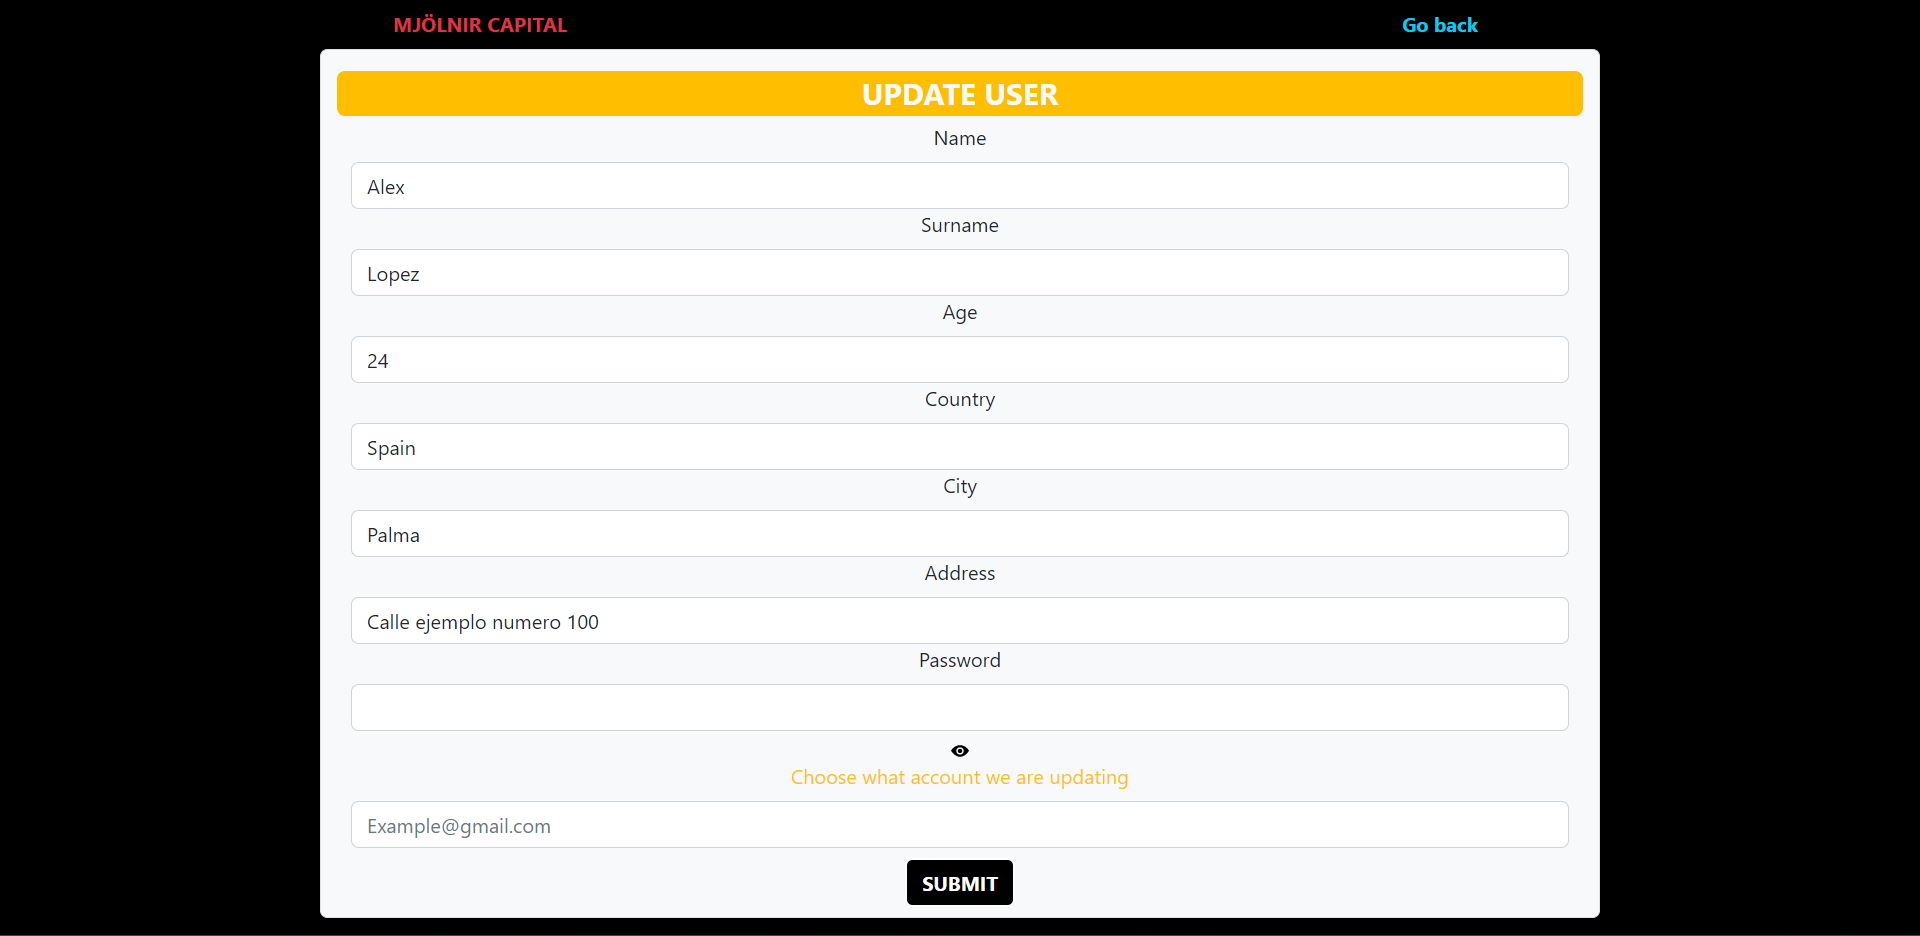 MJÖLNIR CAPITAL
Go back
UPDATE USER
Name
Alex
Surname
Lopez
Age
24
Country
Spain
City
Palma
Address
Calle ejemplo numero 100
Password
Choose what account we are updating
Example@gmail.com
SUBMIT